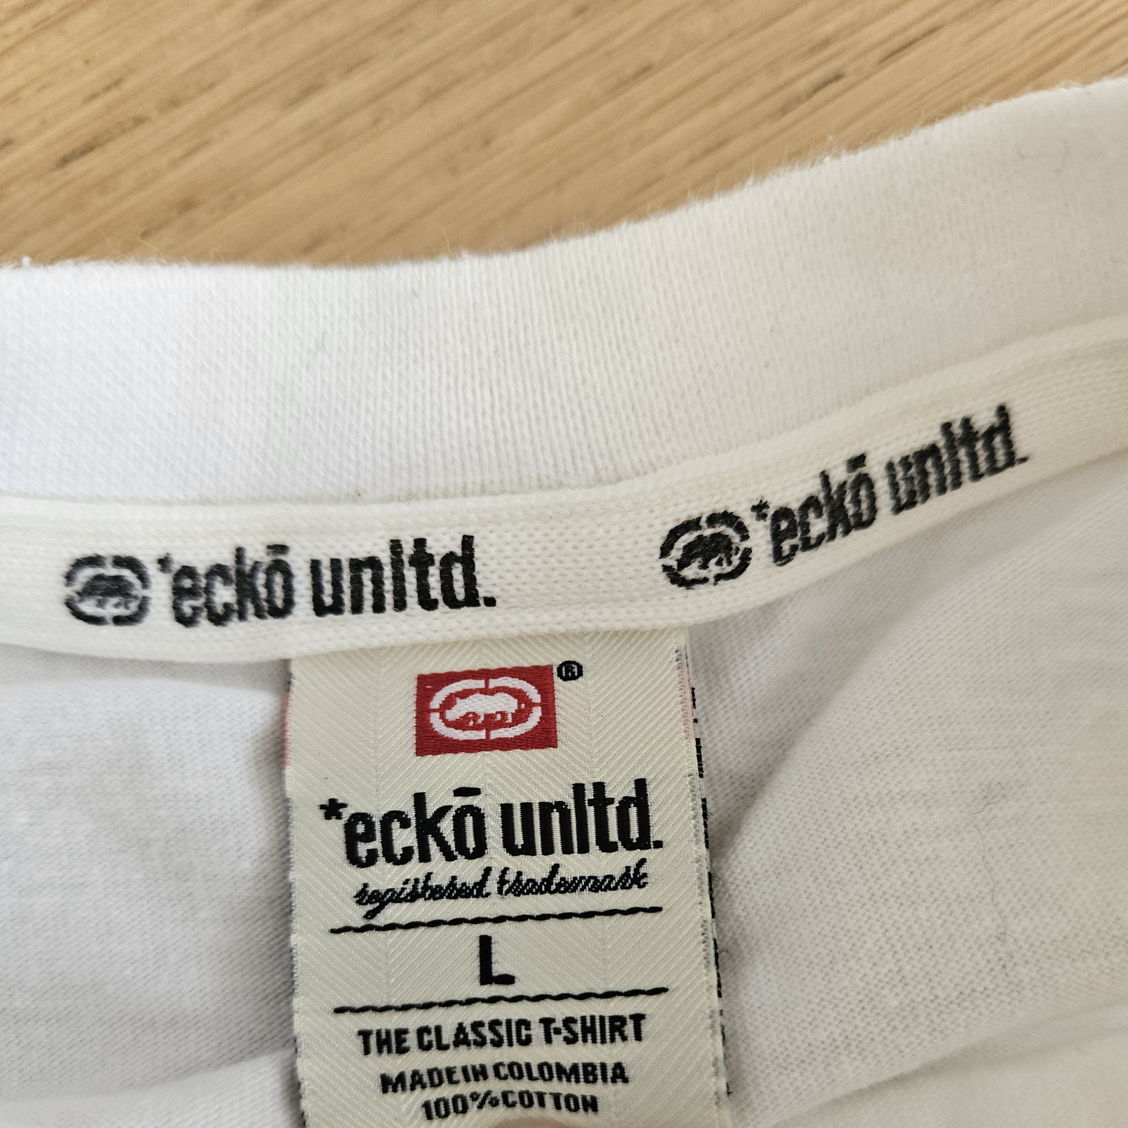 *eckō unltd.
*eckō unltd.
®
*eckō unltd.
registered trademark
L
THE CLASSIC T-SHIRT
MADE IN COLOMBIA
100% COTTON